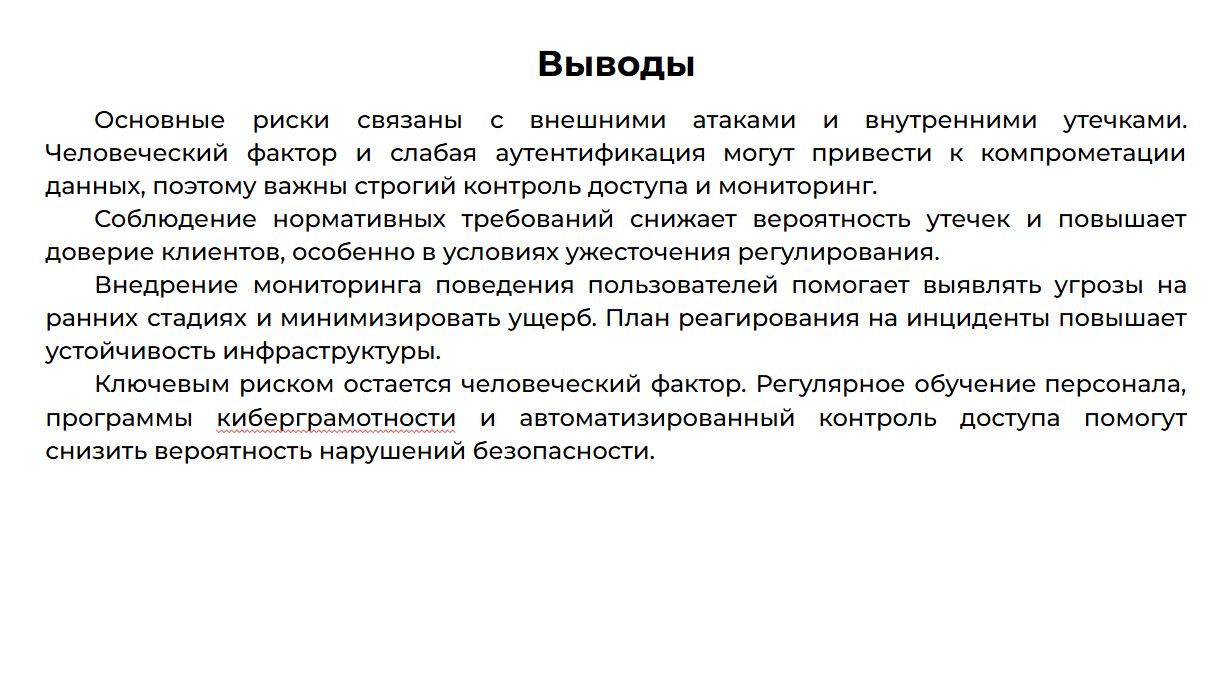 Выводы
Основные риски связаны с внешними атаками и внутренними утечками.
Человеческий фактор и слабая аутентификация могут привести к компрометации
данных, поэтому важны строгий контроль доступа и мониторинг.
Соблюдение нормативных требований снижает вероятность утечек и повышает
доверие клиентов, особенно в условиях ужесточения регулирования.
Внедрение мониторинга поведения пользователей помогает выявлять угрозы на
ранних стадиях и минимизировать ущерб. План реагирования на инциденты повышает
устойчивость инфраструктуры.
Ключевым риском остается человеческий фактор. Регулярное обучение персонала,
программы киберграмотности и автоматизированный контроль доступа помогут
снизить вероятность нарушений безопасности.